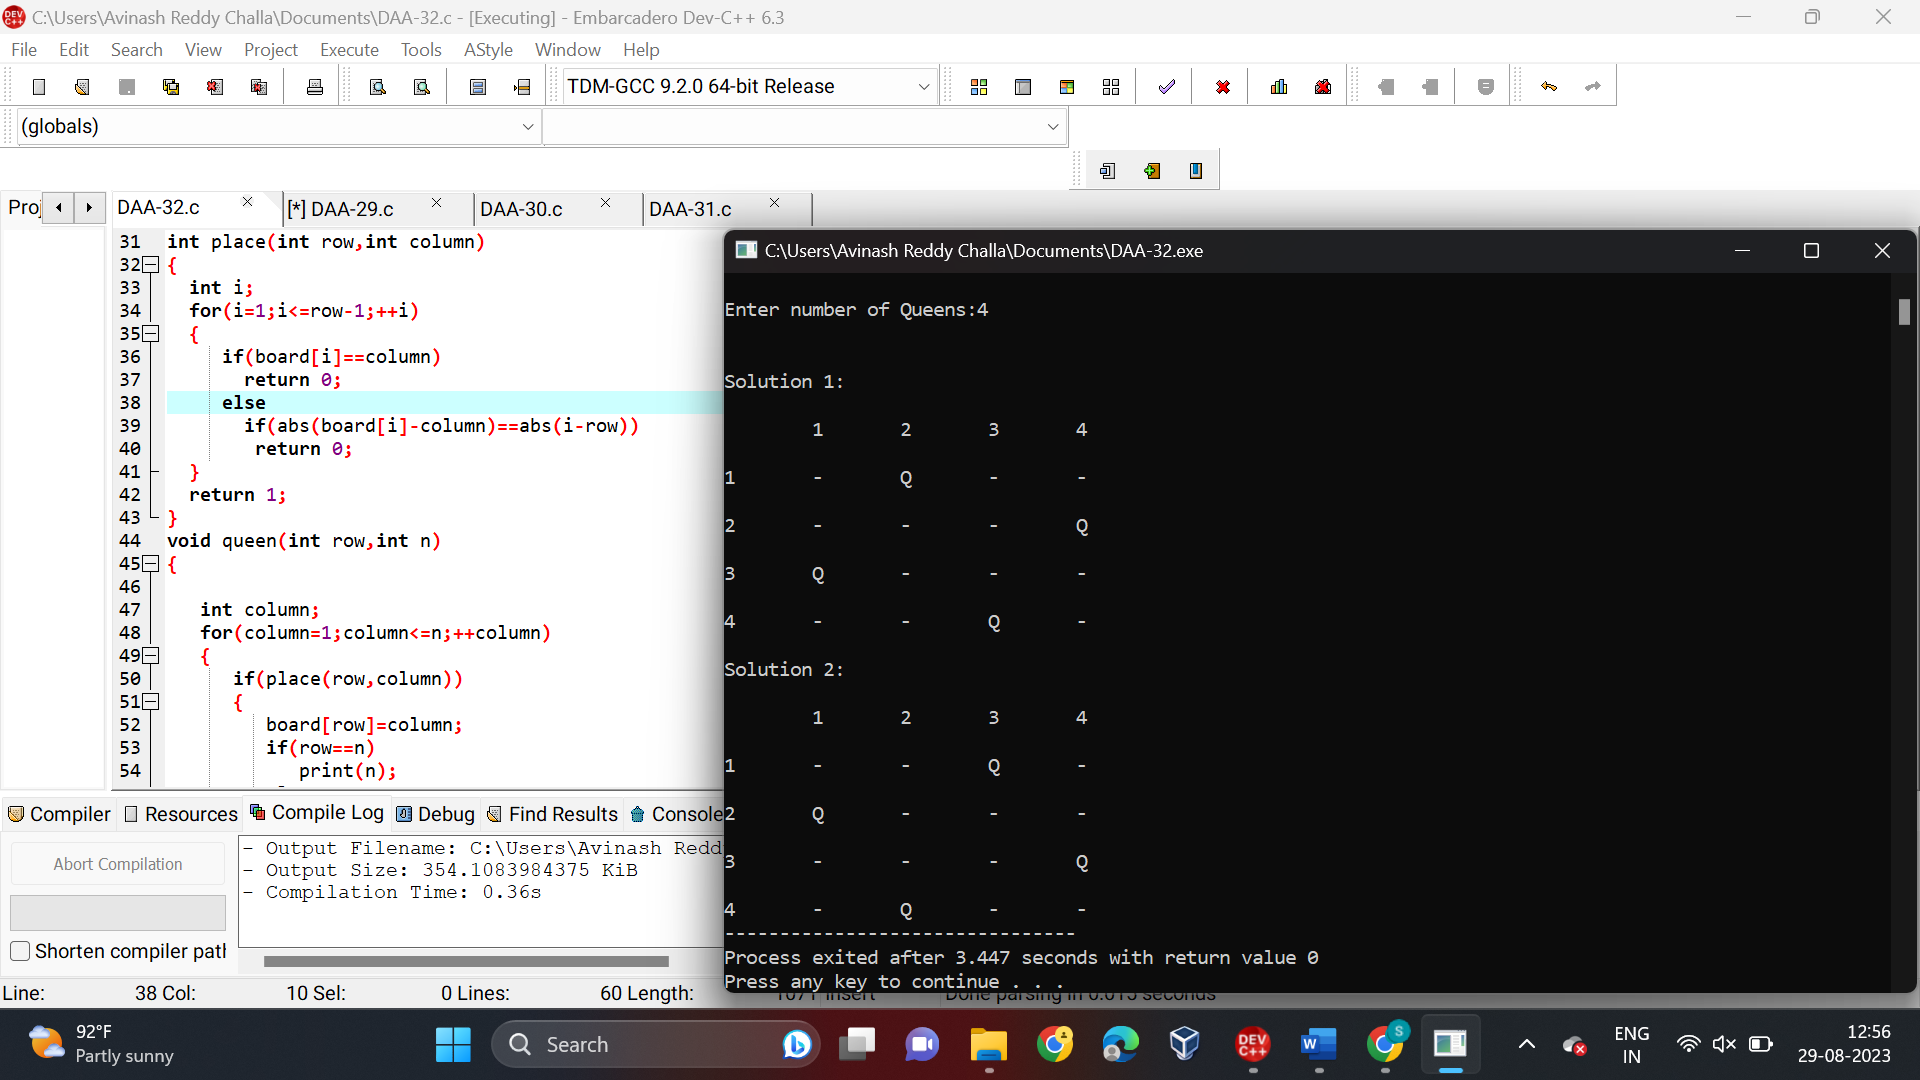 C:\Users\Avinash Reddy Challa\Documents\DAA-32.c - [Executing] - Embarcadero Dev-C++ 6.3
File Edit Search View Project Execute Tools AStyle Window Help
TDM-GCC 9.2.0 64-bit Release
(globals)
Proj DAA-32.c [*] DAA-29.c DAA-30.c DAA-31.c
31 int place(int row,int column)
32 {
33 int i;
34 for(i=1;i<=row-1;++i)
35 {
36 if(board[i]==column)
37 return 0;
38 else
39 if(abs(board[i]-column)==abs(i-row))
40 return 0;
41 }
42 return 1;
43 }
44 void queen(int row,int n)
45 {
46
47 int column;
48 for(column=1;column<=n;++column)
49 {
50 if(place(row,column))
51 {
52 board[row]=column;
53 if(row==n)
54 print(n);
C:\Users\Avinash Reddy Challa\Documents\DAA-32.exe
Enter number of Queens:4
Solution 1:
1 2 3 4
1 - Q - -
2 - - - Q
3 Q - - -
4 - - Q -
Solution 2:
1 2 3 4
1 - - Q -
2 Q - - -
3 - - - Q
4 - Q - -
--------------------------------
Process exited after 3.447 seconds with return value 0
Press any key to continue . . .
Compiler Resources Compile Log Debug Find Results Console
Abort Compilation
Shorten compiler path
- Output Filename: C:\Users\Avinash Redd
- Output Size: 354.1083984375 KiB
- Compilation Time: 0.36s
Line: 38 Col: 10 Sel: 0 Lines: 60 Length: 1071 Insert Done parsing in 0.015 seconds
92°F
Partly sunny
Search
DEV C++
W
S
ENG
IN
12:56
29-08-2023